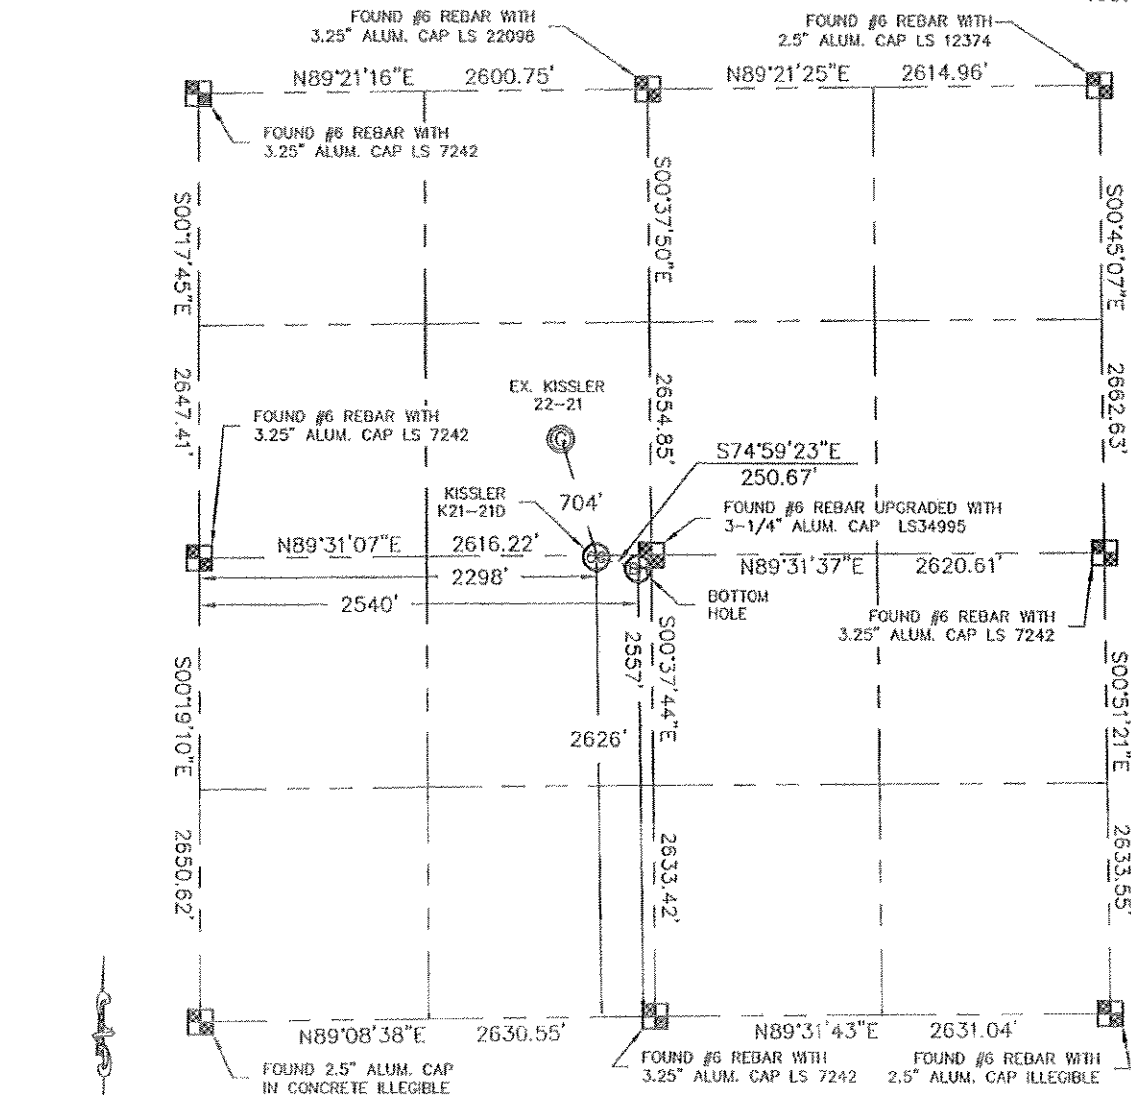 FOUND #6 REBAR WITH
3.25" ALUM. CAP LS 22098
FOUND #6 REBAR WITH
2.5" ALUM. CAP LS 12374
N89°21'16"E 2600.75'
N89°21'25"E 2614.96'
FOUND #6 REBAR WITH
3.25" ALUM. CAP LS 7242
S00°17'45"E 2647.41'
S00°37'50"E 2654.85'
S00°45'07"E 2662.63'
EX. KISSLER
22-21
G
FOUND #6 REBAR WITH
3.25" ALUM. CAP LS 7242
S74°59'23"E
250.67'
KISSLER
K21-21D
704'
FOUND #6 REBAR UPGRADED WITH
3-1/4" ALUM. CAP LS34995
N89°31'07"E 2616.22'
N89°31'37"E 2620.61'
2298'
2540'
BOTTOM
HOLE
FOUND #6 REBAR WITH
3.25" ALUM. CAP LS 7242
S00°19'10"E 2650.62'
2557'
S00°37'44"E 2633.42'
S00°51'21"E 2633.55'
2626'
N89°08'38"E 2630.55'
N89°31'43"E 2631.04'
FOUND 2.5" ALUM. CAP
IN CONCRETE ILLEGIBLE
FOUND #6 REBAR WITH
3.25" ALUM. CAP LS 7242
FOUND #6 REBAR WITH
2.5" ALUM. CAP ILLEGIBLE